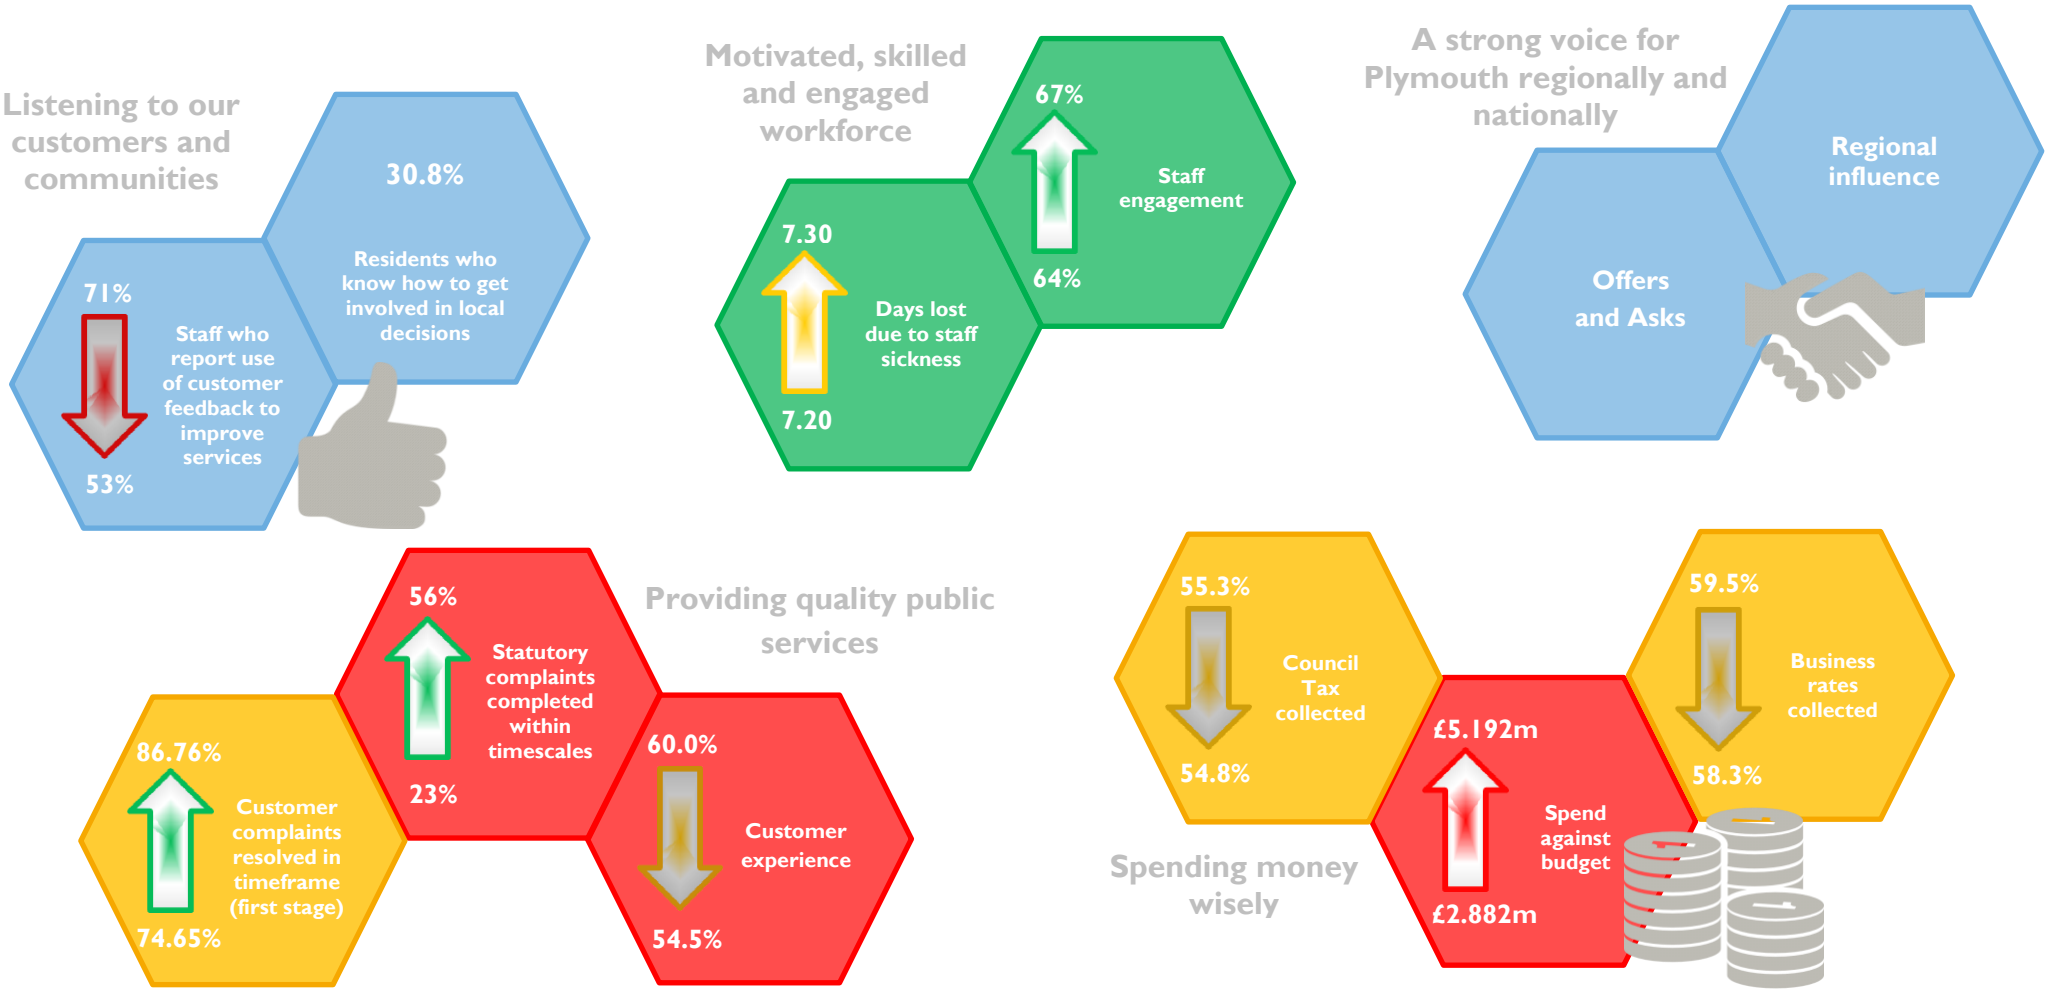 Listening to our
customers and
communities
30.8%
Residents who
know how to get
involved in local
decisions
71%
Staff who
report use
of customer
feedback to
improve
services
53%
Motivated, skilled
and engaged
workforce
67%
Staff
engagement
64%
7.30
Days lost
due to staff
sickness
7.20
A strong voice for
Plymouth regionally and
nationally
Regional
influence
Offers
and Asks
Providing quality public
services
56%
Statutory
complaints
completed
within
timescales
23%
86.76%
Customer
complaints
resolved in
timeframe
(first stage)
74.65%
60.0%
Customer
experience
54.5%
Spending money
wisely
55.3%
Council
Tax
collected
54.8%
£5.192m
Spend
against
budget
£2.882m
59.5%
Business
rates
collected
58.3%